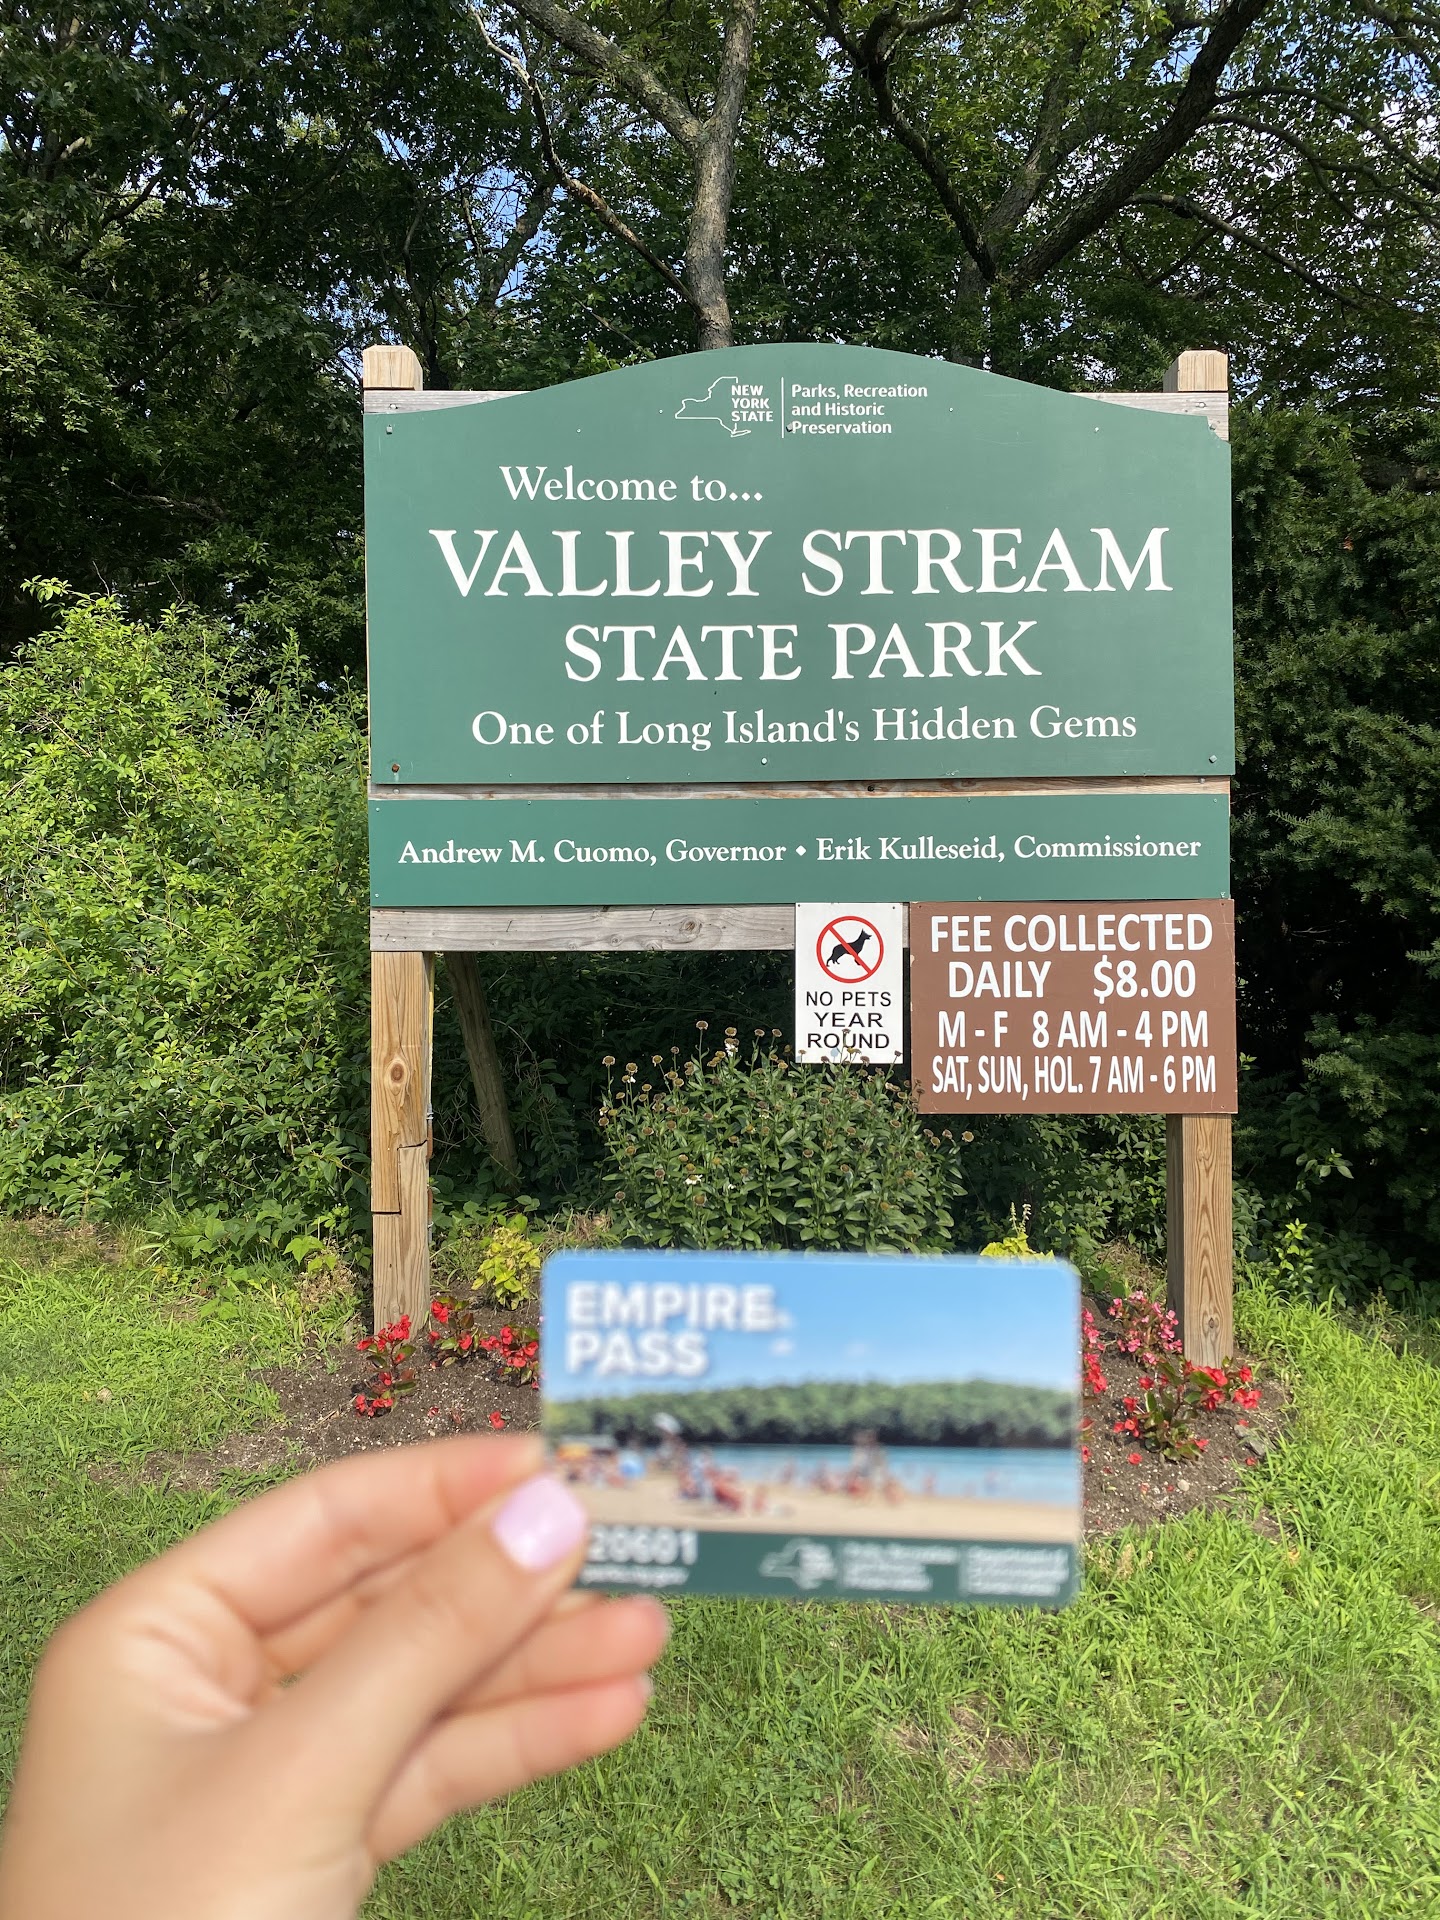 NEW
YORK
STATE
Parks, Recreation
and Historic
Preservation
Welcome to...
VALLEY STREAM
STATE PARK
One of Long Island's Hidden Gems
Andrew M. Cuomo, Governor • Erik Kulleseid, Commissioner
NO PETS
YEAR
ROUND
FEE COLLECTED
DAILY $8.00
M - F 8 AM - 4 PM
SAT, SUN, HOL. 7 AM - 6 PM
EMPIRE
PASS
20601